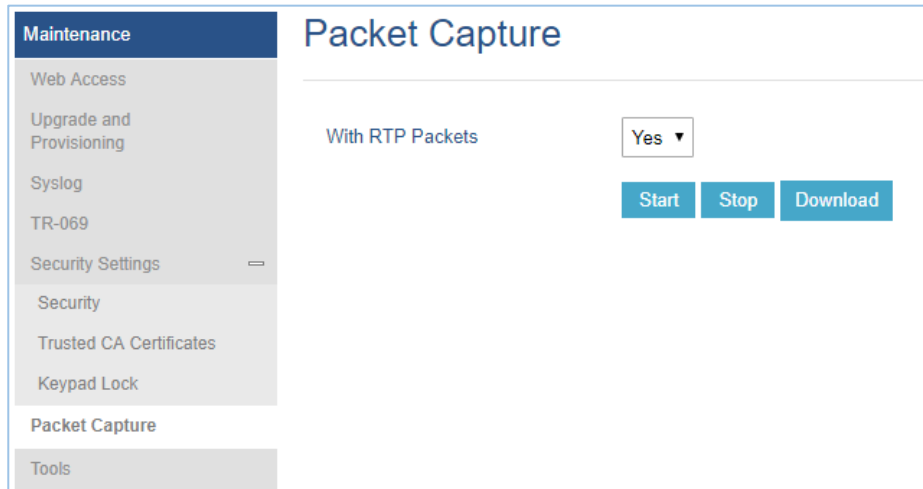 Maintenance
Web Access
Upgrade and
Provisioning
Syslog
TR-069
Security Settings
Security
Trusted CA Certificates
Keypad Lock
Packet Capture
Tools
Packet Capture
With RTP Packets
Yes
Start Stop Download